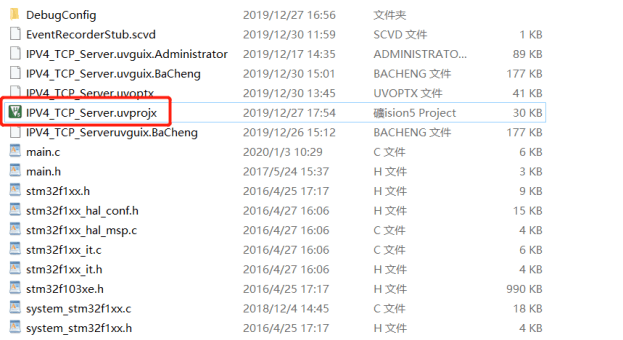 DebugConfig 2019/12/27 16:56 文件夹
EventRecorderStub.scvd 2019/12/30 11:59 SCVD 文件 1 KB
IPV4_TCP_Server.uvguix.Administrator 2019/12/17 14:35 ADMINISTRATO... 89 KB
IPV4_TCP_Server.uvguix.BaCheng 2019/12/30 15:01 BACHENG 文件 177 KB
IPV4_TCP_Server.uvoptx 2019/12/30 13:45 UVOPTX 文件 41 KB
IPV4_TCP_Server.uvprojx 2019/12/27 17:54 礦ision5 Project 30 KB
IPV4_TCP_Serveruvguix.BaCheng 2019/12/26 15:12 BACHENG 文件 177 KB
main.c 2020/1/3 10:29 C 文件 6 KB
main.h 2017/5/24 15:37 H 文件 3 KB
stm32f1xx.h 2016/4/25 17:17 H 文件 9 KB
stm32f1xx_hal_conf.h 2016/4/27 16:06 H 文件 15 KB
stm32f1xx_hal_msp.c 2016/4/27 16:06 C 文件 4 KB
stm32f1xx_it.c 2016/4/27 16:06 C 文件 6 KB
stm32f1xx_it.h 2016/4/27 16:06 H 文件 4 KB
stm32f103xe.h 2016/4/25 17:17 H 文件 990 KB
system_stm32f1xx.c 2018/12/4 14:45 C 文件 18 KB
system_stm32f1xx.h 2016/4/25 17:17 H 文件 4 KB